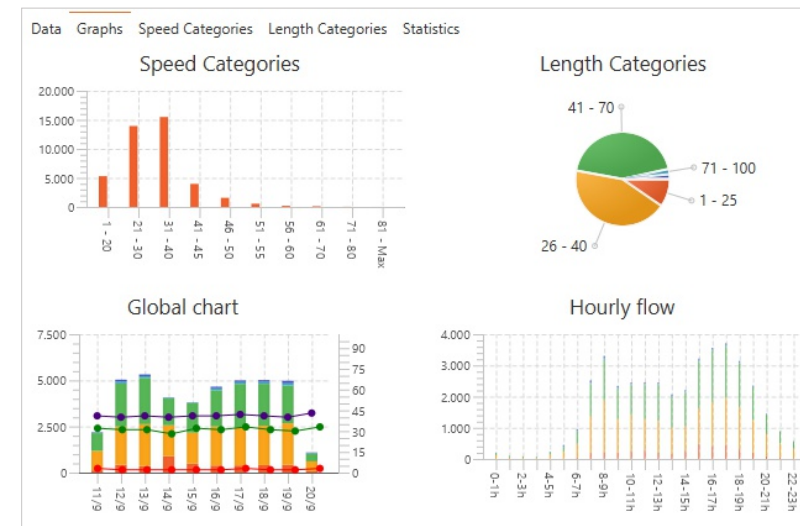 Data Graphs Speed Categories Length Categories Statistics
Speed Categories
20.000
15.000
10.000
5.000
0
1 - 20
21 - 30
31 - 40
41 - 45
46 - 50
51 - 55
56 - 60
61 - 70
71 - 80
81 - Max
Length Categories
41 - 70
71 - 100
1 - 25
26 - 40
Global chart
7.500
5.000
2.500
0
90
75
60
45
30
15
0
11/9
12/9
13/9
14/9
15/9
16/9
17/9
18/9
19/9
20/9
Hourly flow
4.000
3.000
2.000
1.000
0
0-1h
2-3h
4-5h
6-7h
8-9h
10-11h
12-13h
14-15h
16-17h
18-19h
20-21h
22-23h